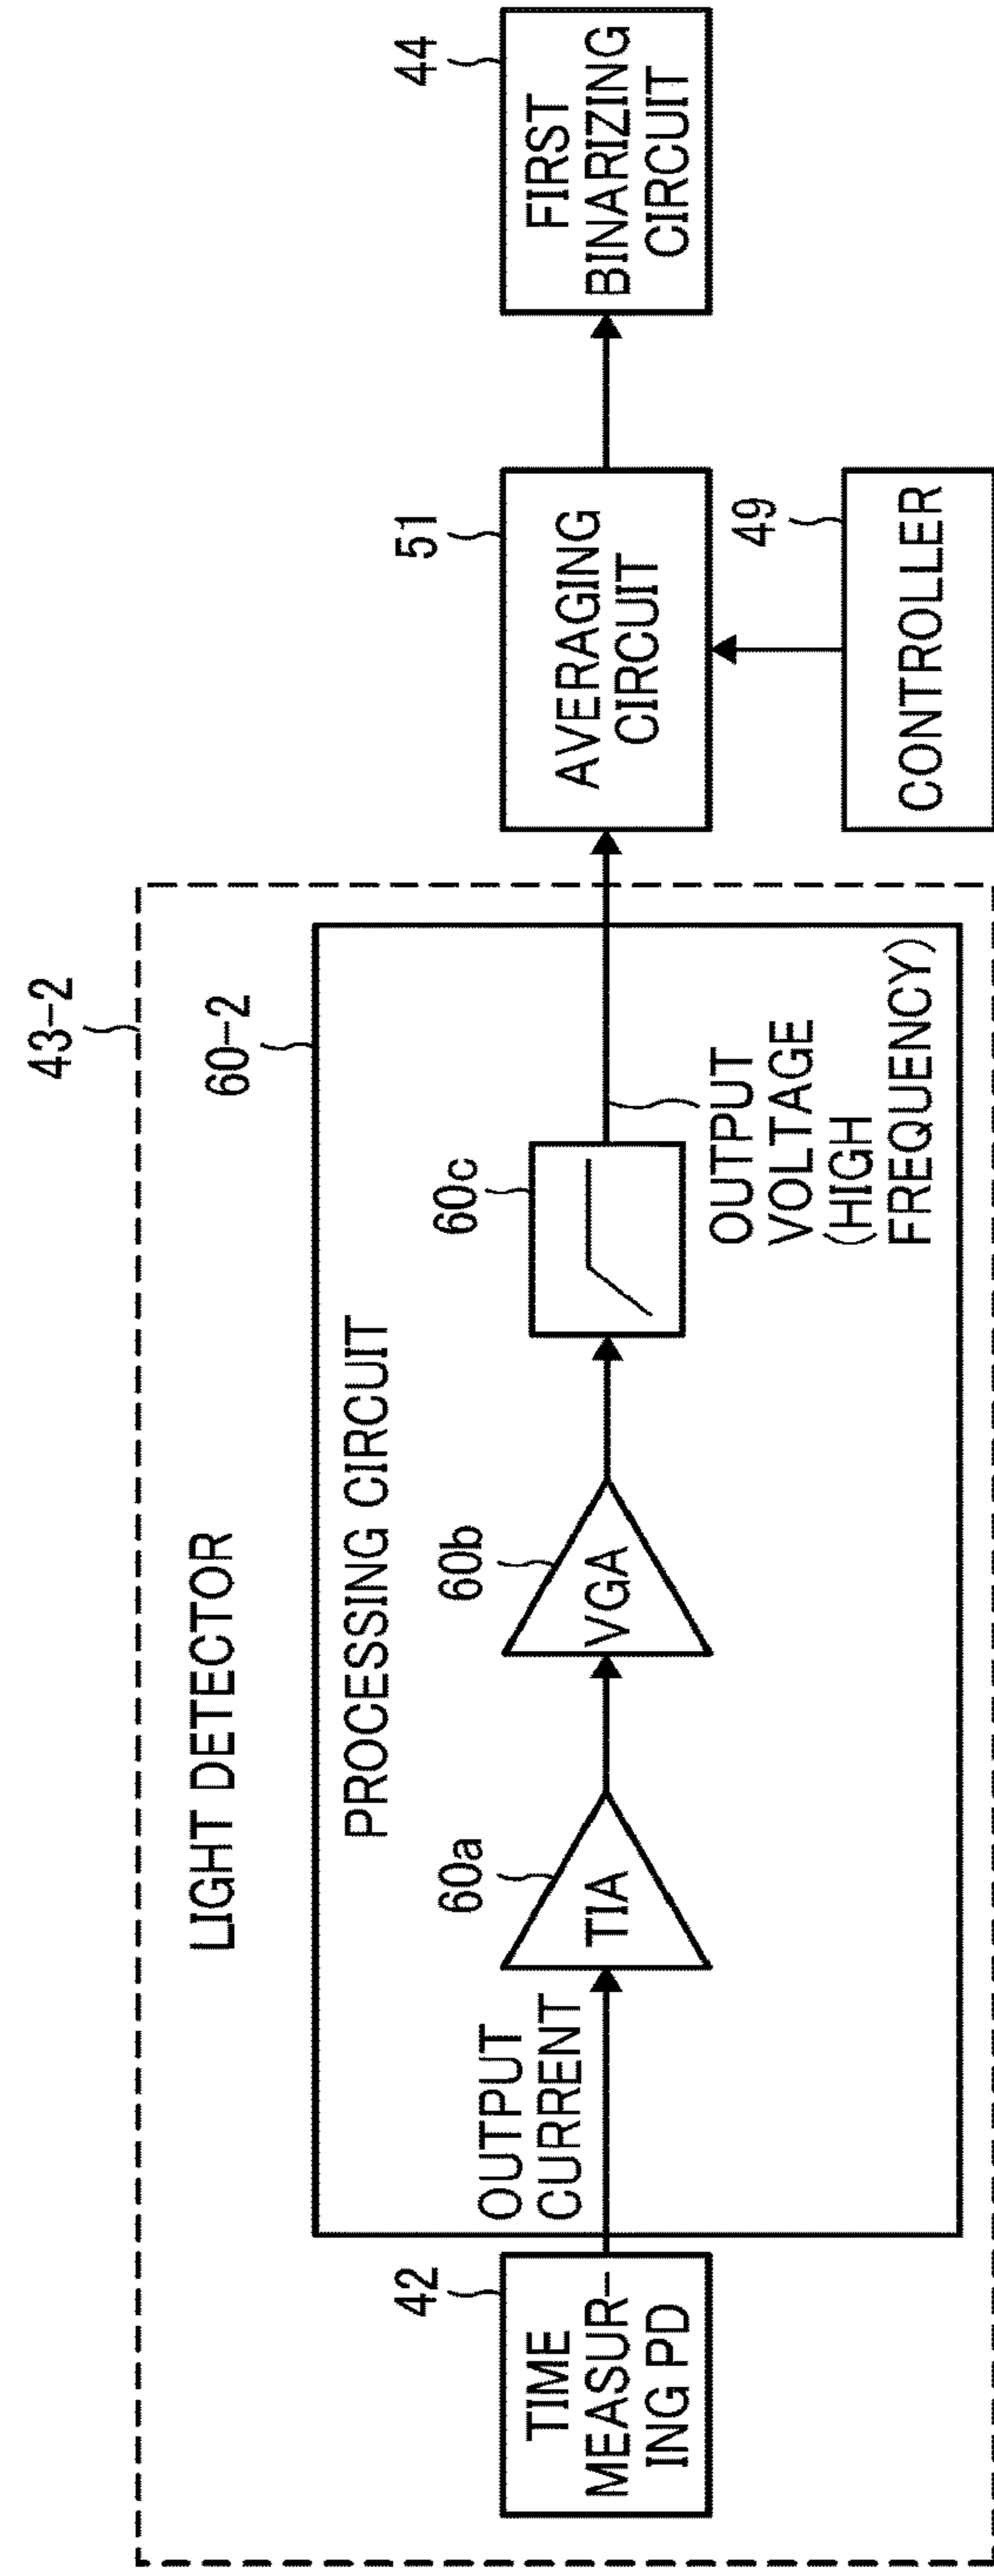 43-2
LIGHT DETECTOR
60-2
PROCESSING CIRCUIT
42
TIME
MEASUR-
ING PD
OUTPUT
CURRENT
60a
TIA
60b
VGA
60c
OUTPUT
VOLTAGE
(HIGH
FREQUENCY)
51
AVERAGING
CIRCUIT
49
CONTROLLER
44
FIRST
BINARIZING
CIRCUIT